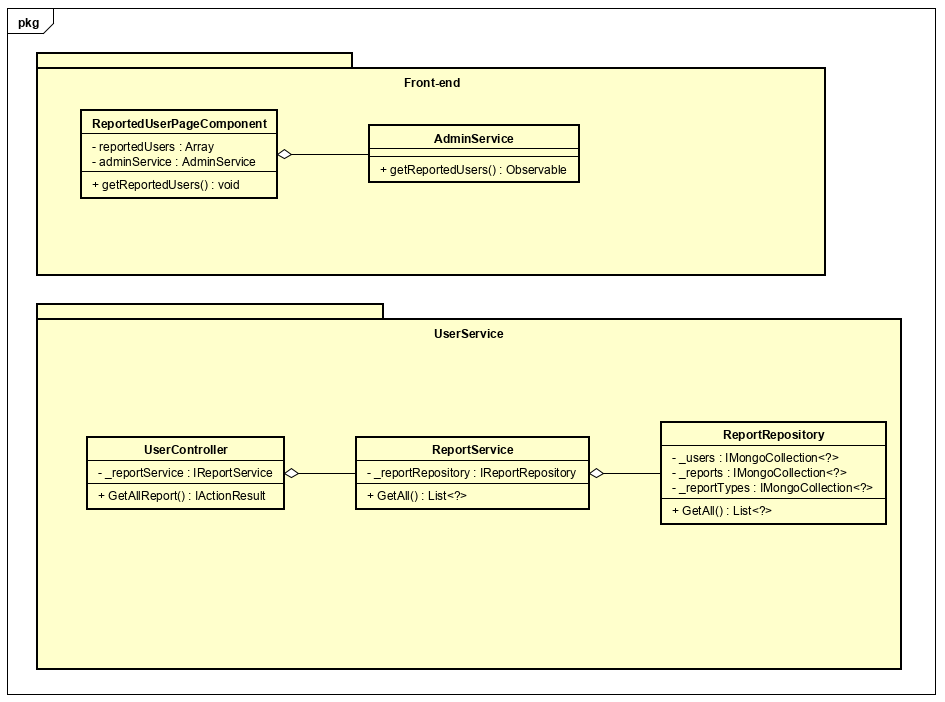 pkg
Front-end
ReportedUserPageComponent
- reportedUsers : Array
- adminService : AdminService
+ getReportedUsers() : void
AdminService
+ getReportedUsers() : Observable
UserService
UserController
- _reportService : IReportService
+ GetAllReport() : IActionResult
ReportService
- _reportRepository : IReportRepository
+ GetAll() : List<?>
ReportRepository
- _users : IMongoCollection<?>
- _reports : IMongoCollection<?>
- _reportTypes : IMongoCollection<?>
+ GetAll() : List<?>